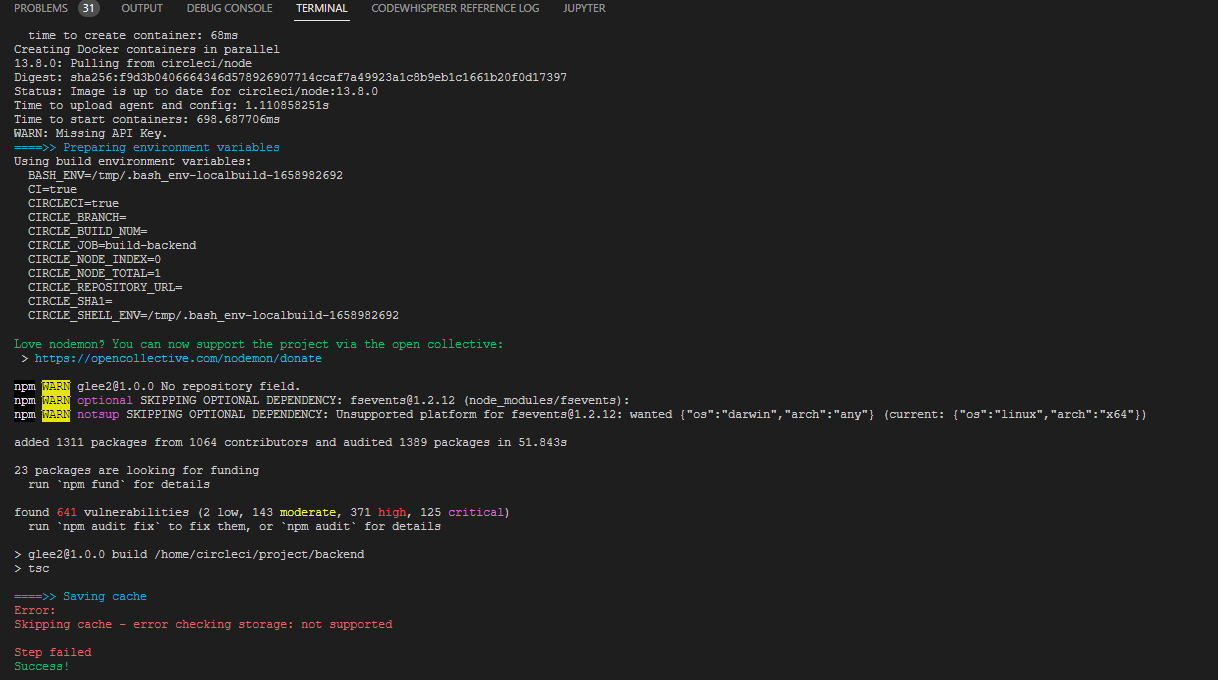 PROBLEMS 31 OUTPUT DEBUG CONSOLE TERMINAL CODEWHISPERER REFERENCE LOG JUPYTER
time to create container: 68ms
Creating Docker containers in parallel
13.8.0: Pulling from circleci/node
Digest: sha256:f9d3b0406664346d578926907714ccaf7a49923a1c8b9eb1c1661b20f0d17397
Status: Image is up to date for circleci/node:13.8.0
Time to upload agent and config: 1.110858251s
Time to start containers: 698.687706ms
WARN: Missing API Key.
====>> Preparing environment variables
Using build environment variables:
BASH_ENV=/tmp/.bash_env-localbuild-1658982692
CI=true
CIRCLECI=true
CIRCLE_BRANCH=
CIRCLE_BUILD_NUM=
CIRCLE_JOB=build-backend
CIRCLE_NODE_INDEX=0
CIRCLE_NODE_TOTAL=1
CIRCLE_REPOSITORY_URL=
CIRCLE_SHA1=
CIRCLE_SHELL_ENV=/tmp/.bash_env-localbuild-1658982692
Love nodemon? You can now support the project via the open collective:
> https://opencollective.com/nodemon/donate
npm WARN glee2@1.0.0 No repository field.
npm WARN optional SKIPPING OPTIONAL DEPENDENCY: fsevents@1.2.12 (node_modules/fsevents):
npm WARN notsup SKIPPING OPTIONAL DEPENDENCY: Unsupported platform for fsevents@1.2.12: wanted {"os":"darwin","arch":"any"} (current: {"os":"linux","arch":"x64"})
added 1311 packages from 1064 contributors and audited 1389 packages in 51.843s
23 packages are looking for funding
run `npm fund` for details
found 641 vulnerabilities (2 low, 143 moderate, 371 high, 125 critical)
run `npm audit fix` to fix them, or `npm audit` for details
> glee2@1.0.0 build /home/circleci/project/backend
> tsc
====>> Saving cache
Error:
Skipping cache - error checking storage: not supported
Step failed
Success!